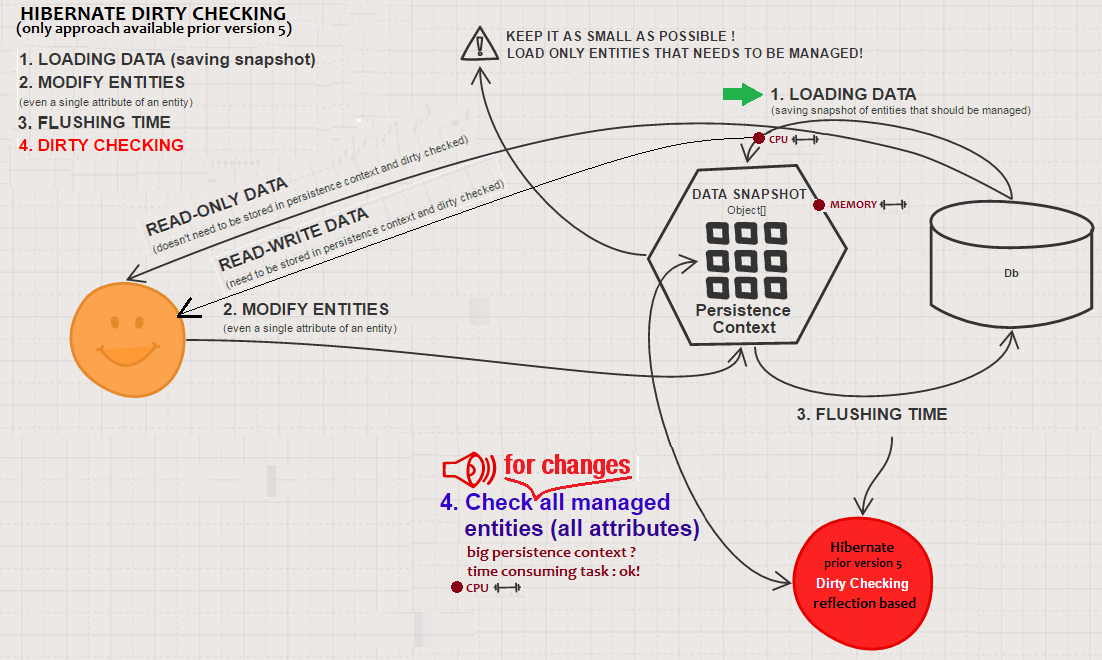 HIBERNATE DIRTY CHECKING
(only approach available prior version 5)
1. LOADING DATA (saving snapshot)
2. MODIFY ENTITIES
(even a single attribute of an entity)
3. FLUSHING TIME
4. DIRTY CHECKING
KEEP IT AS SMALL AS POSSIBLE !
LOAD ONLY ENTITIES THAT NEEDS TO BE MANAGED!
1. LOADING DATA
(saving snapshot of entities that should be managed)
CPU
READ-ONLY DATA
(doesn't need to be stored in persistence context and dirty checked)
READ-WRITE DATA
(need to be stored in persistence context and dirty checked)
DATA SNAPSHOT
Object[]
MEMORY
Persistence
Context
Db
2. MODIFY ENTITIES
(even a single attribute of an entity)
3. FLUSHING TIME
for changes
4. Check all managed
entities (all attributes)
big persistence context ?
time consuming task : ok!
CPU
Hibernate
prior version 5
Dirty Checking
reflection based